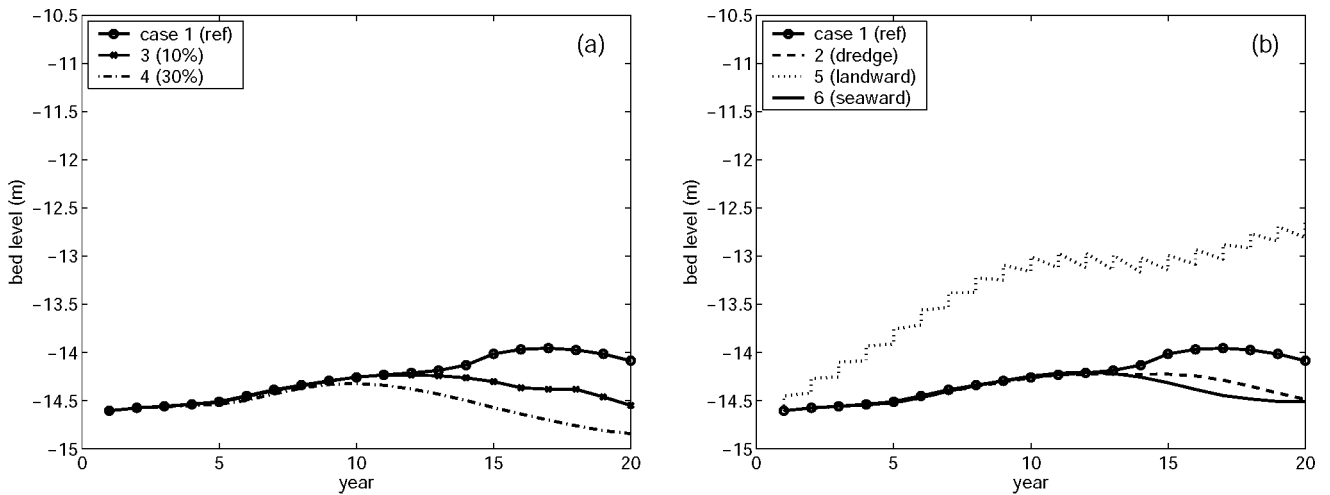 −10.5
−11
−11.5
−12
−12.5
−13
−13.5
−14
−14.5
−15
bed level (m)
0 5 10 15 20
year
case 1 (ref)
3 (10%)
4 (30%)
(a)
−10.5
−11
−11.5
−12
−12.5
−13
−13.5
−14
−14.5
−15
bed level (m)
0 5 10 15 20
year
case 1 (ref)
2 (dredge)
5 (landward)
6 (seaward)
(b)